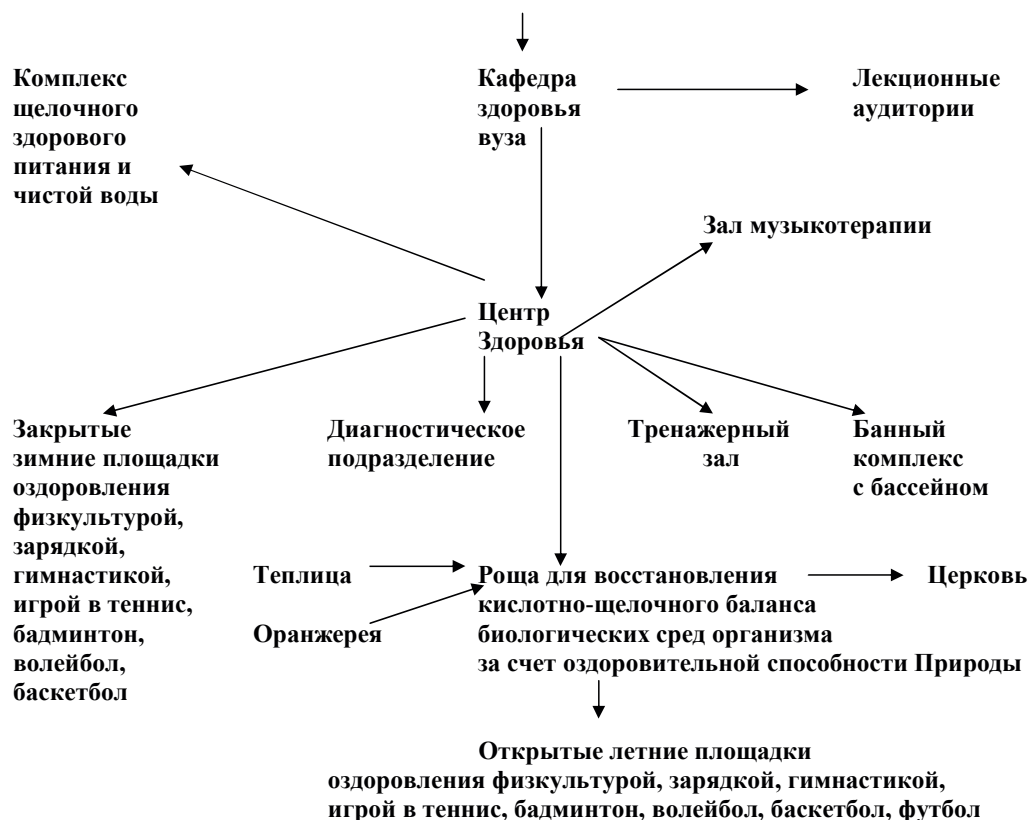 Комплекс
щелочного
здорового
питания и
чистой воды
Кафедра
здоровья
вуза
Лекционные
аудитории
Зал музыкотерапии
Центр
Здоровья
Закрытые
зимние площадки
оздоровления
физкультурой,
зарядкой,
гимнастикой,
игрой в теннис,
бадминтон,
волейбол,
баскетбол
Диагностическое
подразделение
Тренажерный
зал
Банный
комплекс
с бассейном
Теплица
Оранжерея
Роща для восстановления
кислотно-щелочного баланса
биологических сред организма
за счет оздоровительной способности Природы
Церковь
Открытые летние площадки
оздоровления физкультурой, зарядкой, гимнастикой,
игрой в теннис, бадминтон, волейбол, баскетбол, футбол